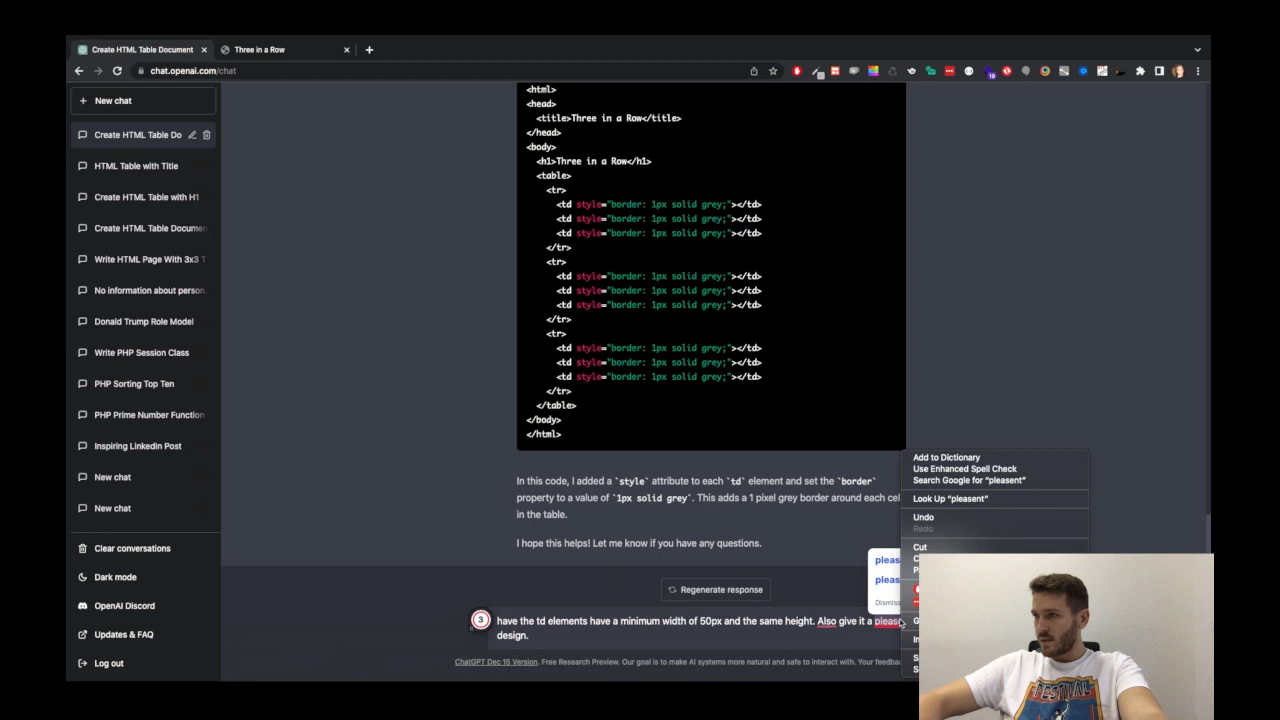 Create HTML Table Document
Three in a Row
chat.openai.com/chat
New chat
Create HTML Table Do
HTML Table with Title
Create HTML Table with H1
Create HTML Table Documen
Write HTML Page With 3x3 T
No information about person
Donald Trump Role Model
Write PHP Session Class
PHP Sorting Top Ten
PHP Prime Number Function
Inspiring LinkedIn Post
New chat
New chat
Clear conversations
Dark mode
OpenAI Discord
Updates & FAQ
Log out
<html>
<head>
<title>Three in a Row</title>
</head>
<body>
<h1>Three in a Row</h1>
<table>
<tr>
<td style="border: 1px solid grey;"></td>
<td style="border: 1px solid grey;"></td>
<td style="border: 1px solid grey;"></td>
</tr>
<tr>
<td style="border: 1px solid grey;"></td>
<td style="border: 1px solid grey;"></td>
<td style="border: 1px solid grey;"></td>
</tr>
<tr>
<td style="border: 1px solid grey;"></td>
<td style="border: 1px solid grey;"></td>
<td style="border: 1px solid grey;"></td>
</tr>
</table>
</body>
</html>
In this code, I added a `style` attribute to each `td` element and set the `border`
property to a value of `1px solid grey`. This adds a 1 pixel grey border around each cel
in the table.
I hope this helps! Let me know if you have any questions.
Regenerate response
3
have the td elements have a minimum width of 50px and the same height. Also give it a pleas
design.
ChatGPT Dec 15 Version. Free Research Preview. Our goal is to make AI systems more natural and safe to interact with. Your feedba
pleas
pleas
Dismiss
Add to Dictionary
Use Enhanced Spell Check
Search Google for “pleasent”
Look Up “pleasent”
Undo
Redo
Cut
FESTIVAL